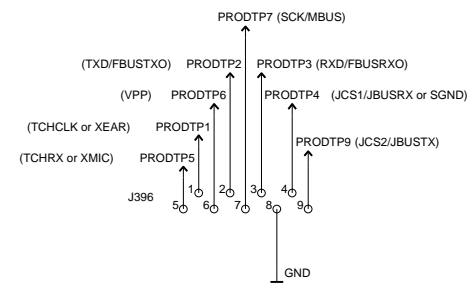 PRODTP7 (SCK/MBUS)
(TXD/FBUSTXO) PRODTP2 PRODTP3 (RXD/FBUSRXO)
(VPP) PRODTP6 PRODTP4 (JCS1/JBUSRX or SGND)
(TCHCLK or XEAR) PRODTP1
PRODTP9 (JCS2/JBUSTX)
(TCHRX or XMIC) PRODTP5
J396 1 2 3 4
5 6 7 8 9
GND